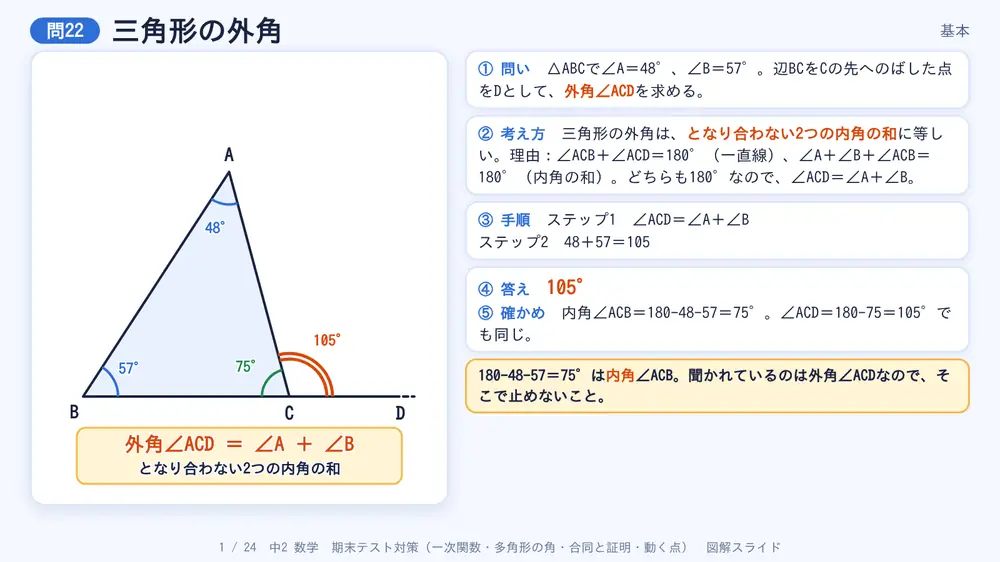 問22 三角形の外角
基本
① 問い　△ABCで∠A＝48°、∠B＝57°。辺BCをCの先へのばした点
をDとして、外角∠ACDを求める。
② 考え方　三角形の外角は、となり合わない2つの内角の和に等し
い。理由：∠ACB＋∠ACD＝180°（一直線）、∠A＋∠B＋∠ACB＝
180°（内角の和）。どちらも180°なので、∠ACD＝∠A＋∠B。
③ 手順　ステップ1　∠ACD＝∠A＋∠B
ステップ2　48＋57＝105
④ 答え　105°
⑤ 確かめ　内角∠ACB＝180-48-57＝75°。∠ACD＝180-75＝105°で
も同じ。
180-48-57＝75°は内角∠ACB。聞かれているのは外角∠ACDなので、そ
こで止めないこと。
A
48°
57°
75°
105°
B
C
D
外角∠ACD ＝ ∠A ＋ ∠B
となり合わない2つの内角の和
1 / 24　中2 数学　期末テスト対策（一次関数・多角形の角・合同と証明・動く点）　図解スライド